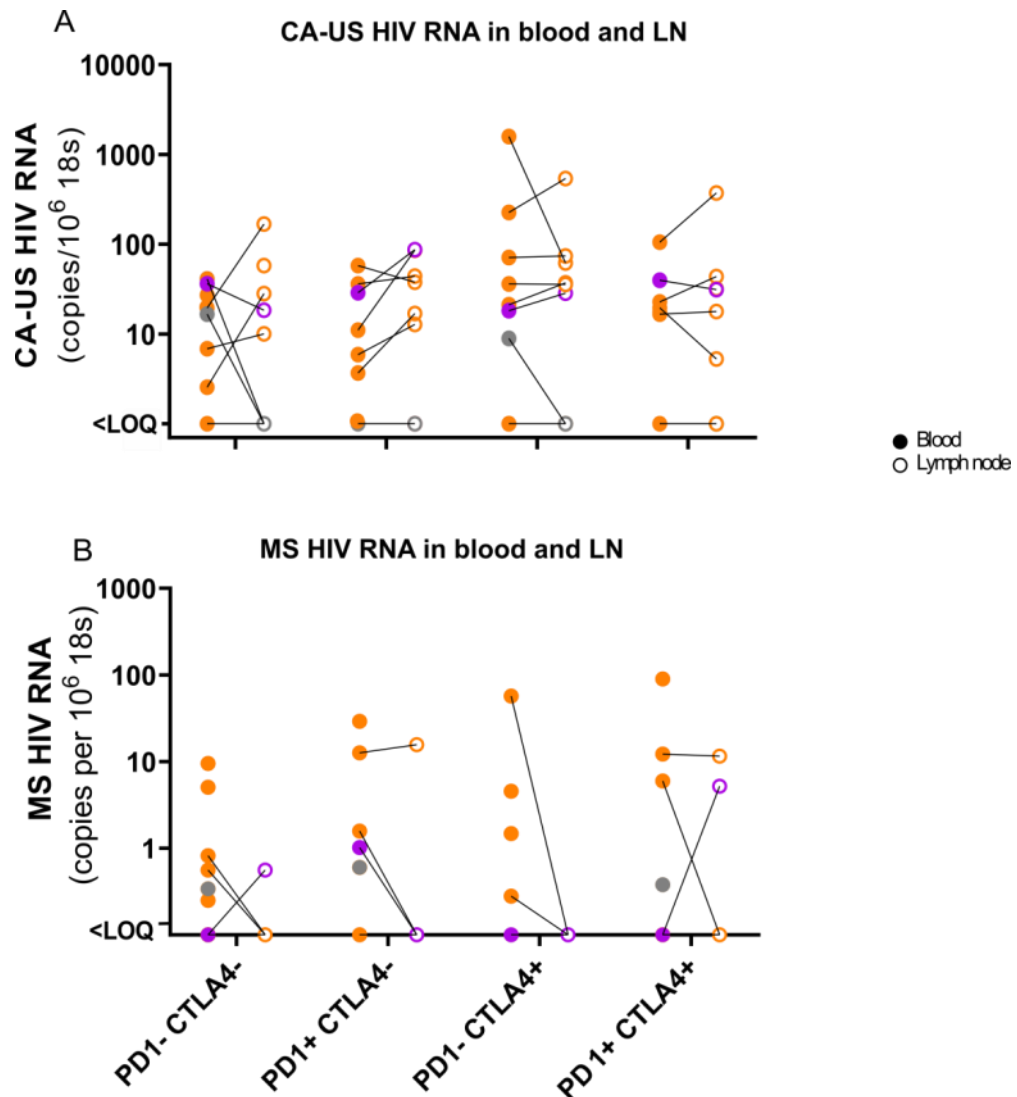 A
CA-US HIV RNA in blood and LN
CA-US HIV RNA
(copies/10⁶ 18s)
10000
1000
100
10
<LOQ
Blood
Lymph node
B
MS HIV RNA in blood and LN
MS HIV RNA
(copies per 10⁶ 18s)
1000
100
10
1
<LOQ
PD1- CTLA4-
PD1+ CTLA4-
PD1- CTLA4+
PD1+ CTLA4+